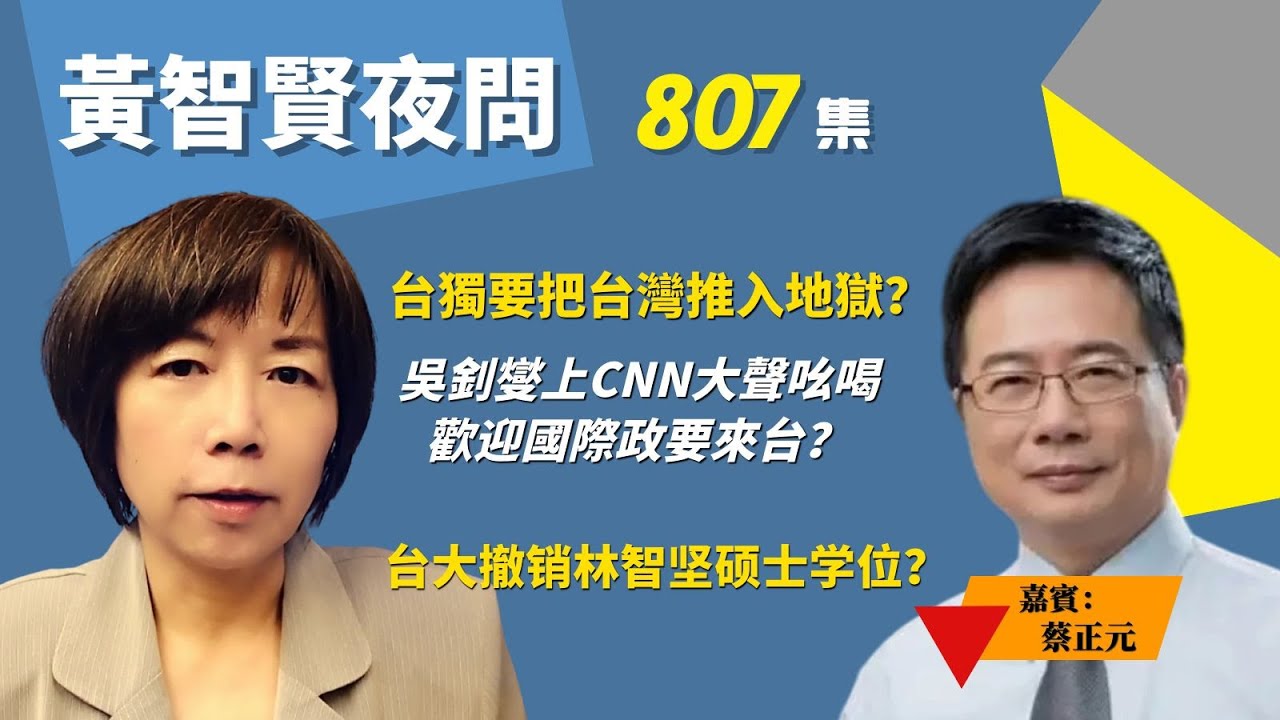 黃智賢夜問
807集
台獨要把台灣推入地獄?
吳釗燮上CNN大聲吆喝
歡迎國際政要來台?
台大撤销林智坚硕士学位?
嘉賓:
蔡正元